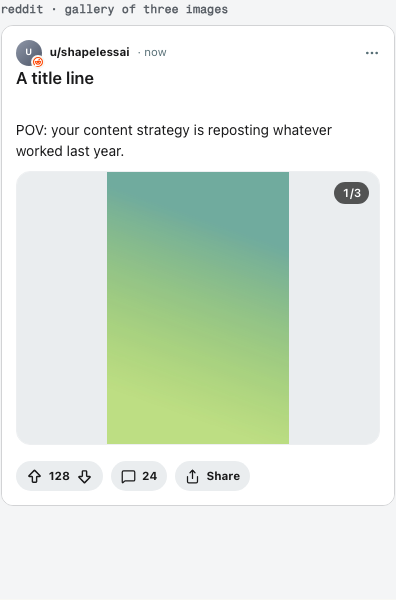 reddit · gallery of three images
U
u/shapelessai · now
A title line
POV: your content strategy is reposting whatever
worked last year.
1/3
128
24
Share